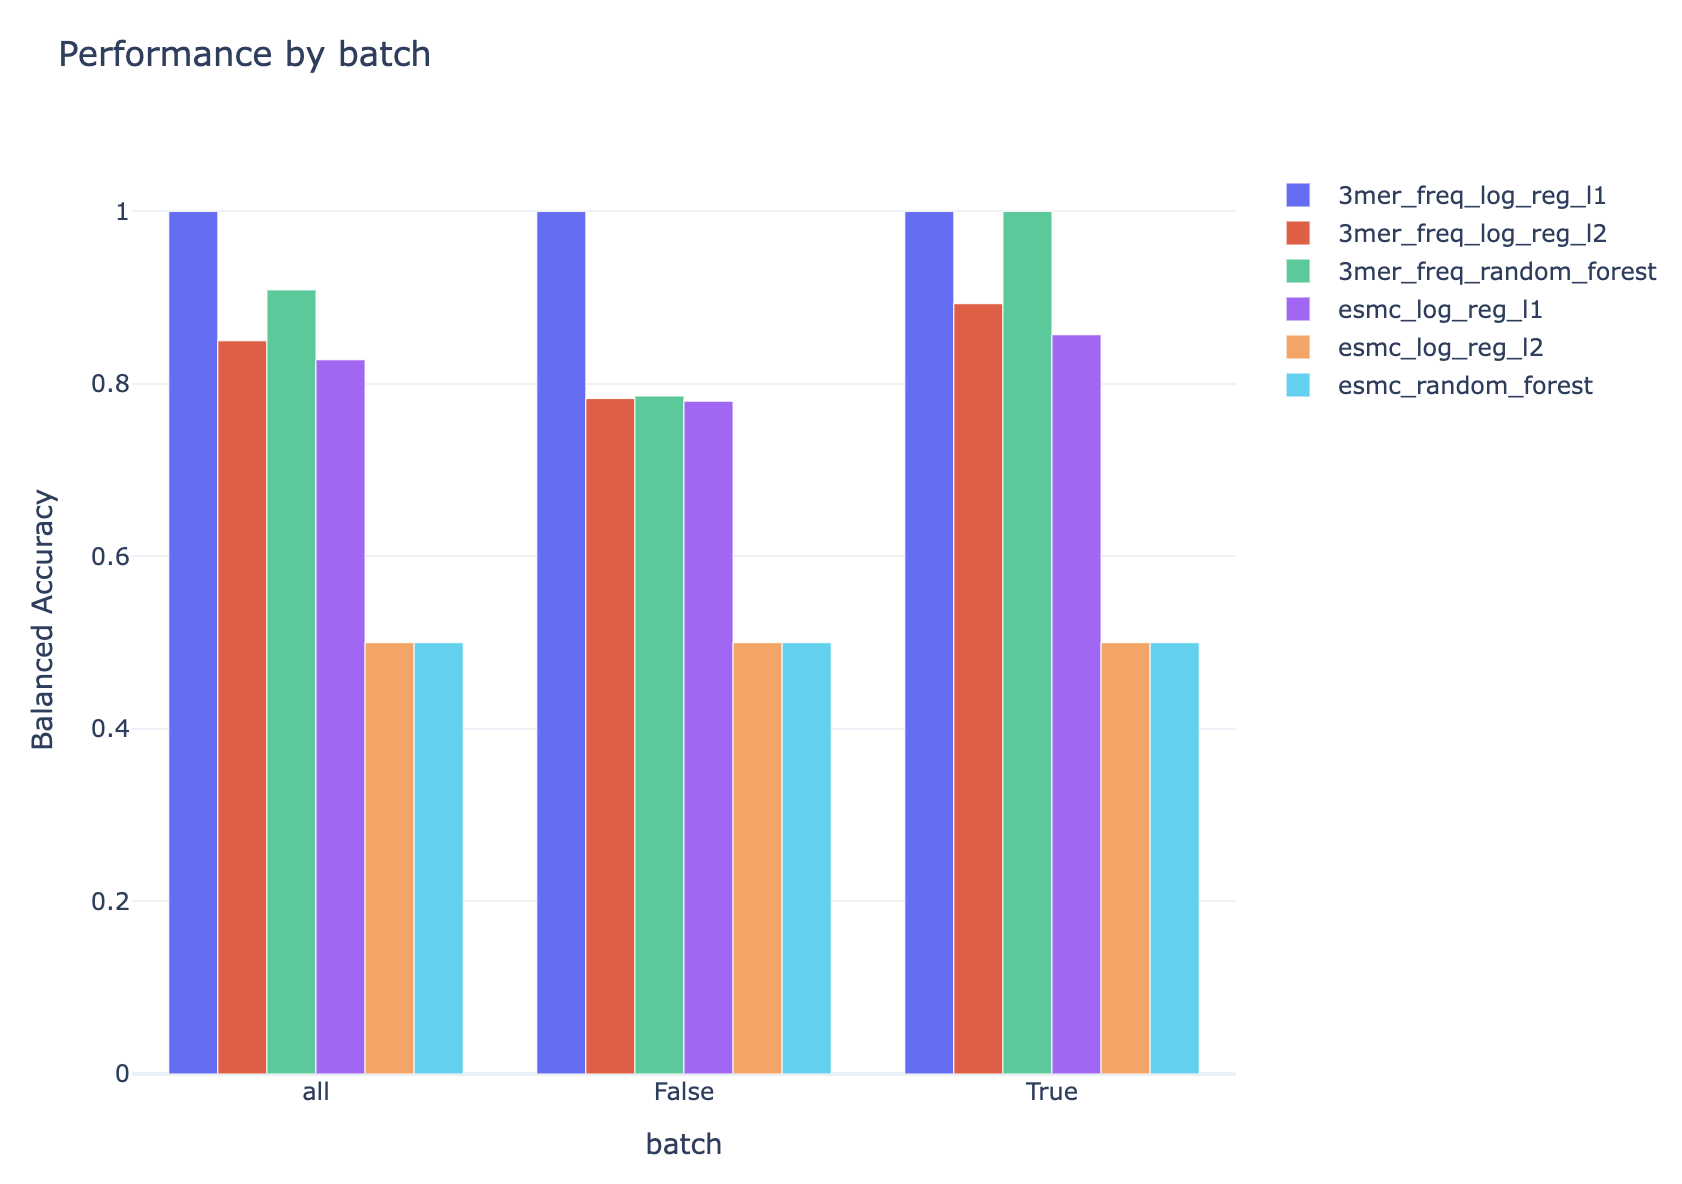 Performance by batch
1
0.8
0.6
0.4
0.2
0
Balanced Accuracy
all
False
True
batch
3mer_freq_log_reg_l1
3mer_freq_log_reg_l2
3mer_freq_random_forest
esmc_log_reg_l1
esmc_log_reg_l2
esmc_random_forest